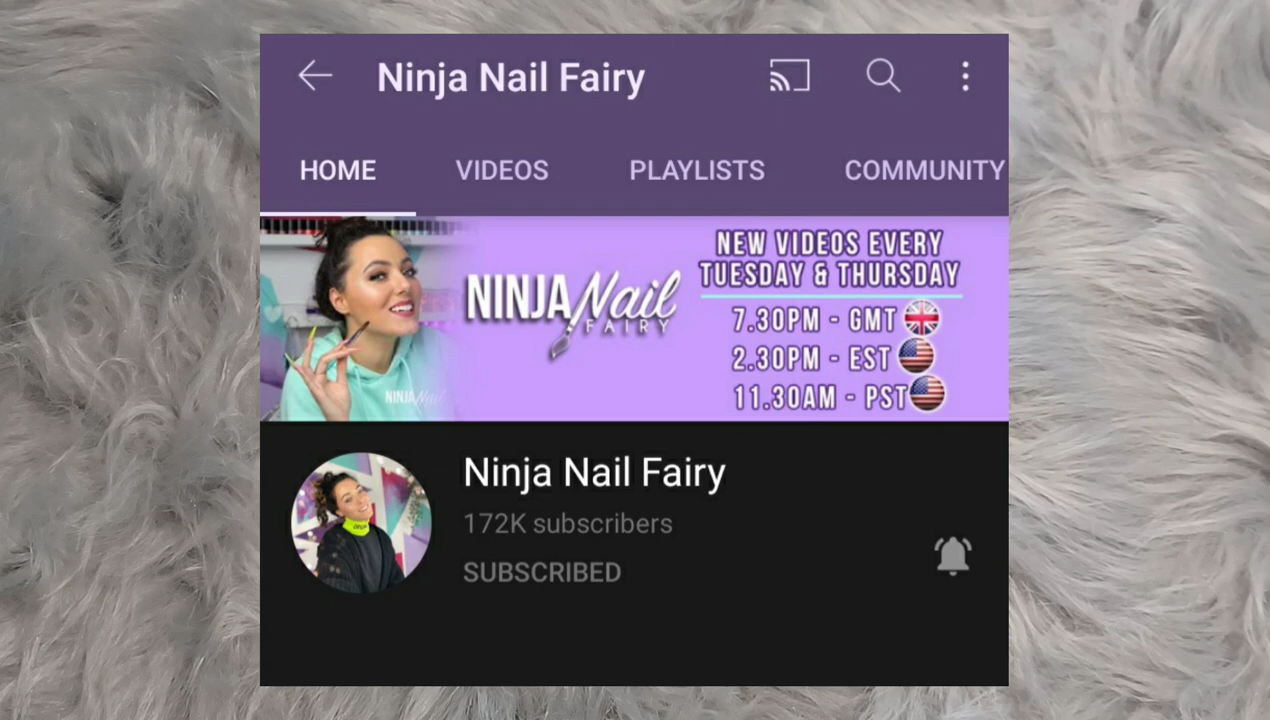 Ninja Nail Fairy
HOME VIDEOS PLAYLISTS COMMUNITY
NINJA Nail
FAIRY
NEW VIDEOS EVERY
TUESDAY & THURSDAY
7.30PM - GMT
2.30PM - EST
11.30AM - PST
NINJA Nail
Ninja Nail Fairy
172K subscribers
SUBSCRIBED